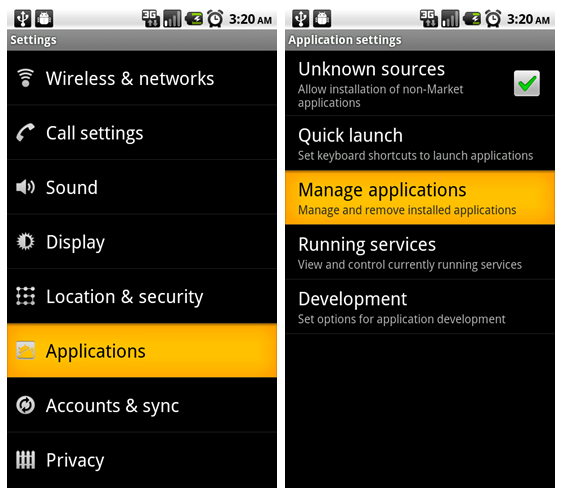 3G 3:20 AM
Settings
Wireless & networks
Call settings
Sound
Display
Location & security
Applications
Accounts & sync
Privacy
3G 3:20 AM
Application settings
Unknown sources
Allow installation of non-Market
applications
Quick launch
Set keyboard shortcuts to launch applications
Manage applications
Manage and remove installed applications
Running services
View and control currently running services
Development
Set options for application development